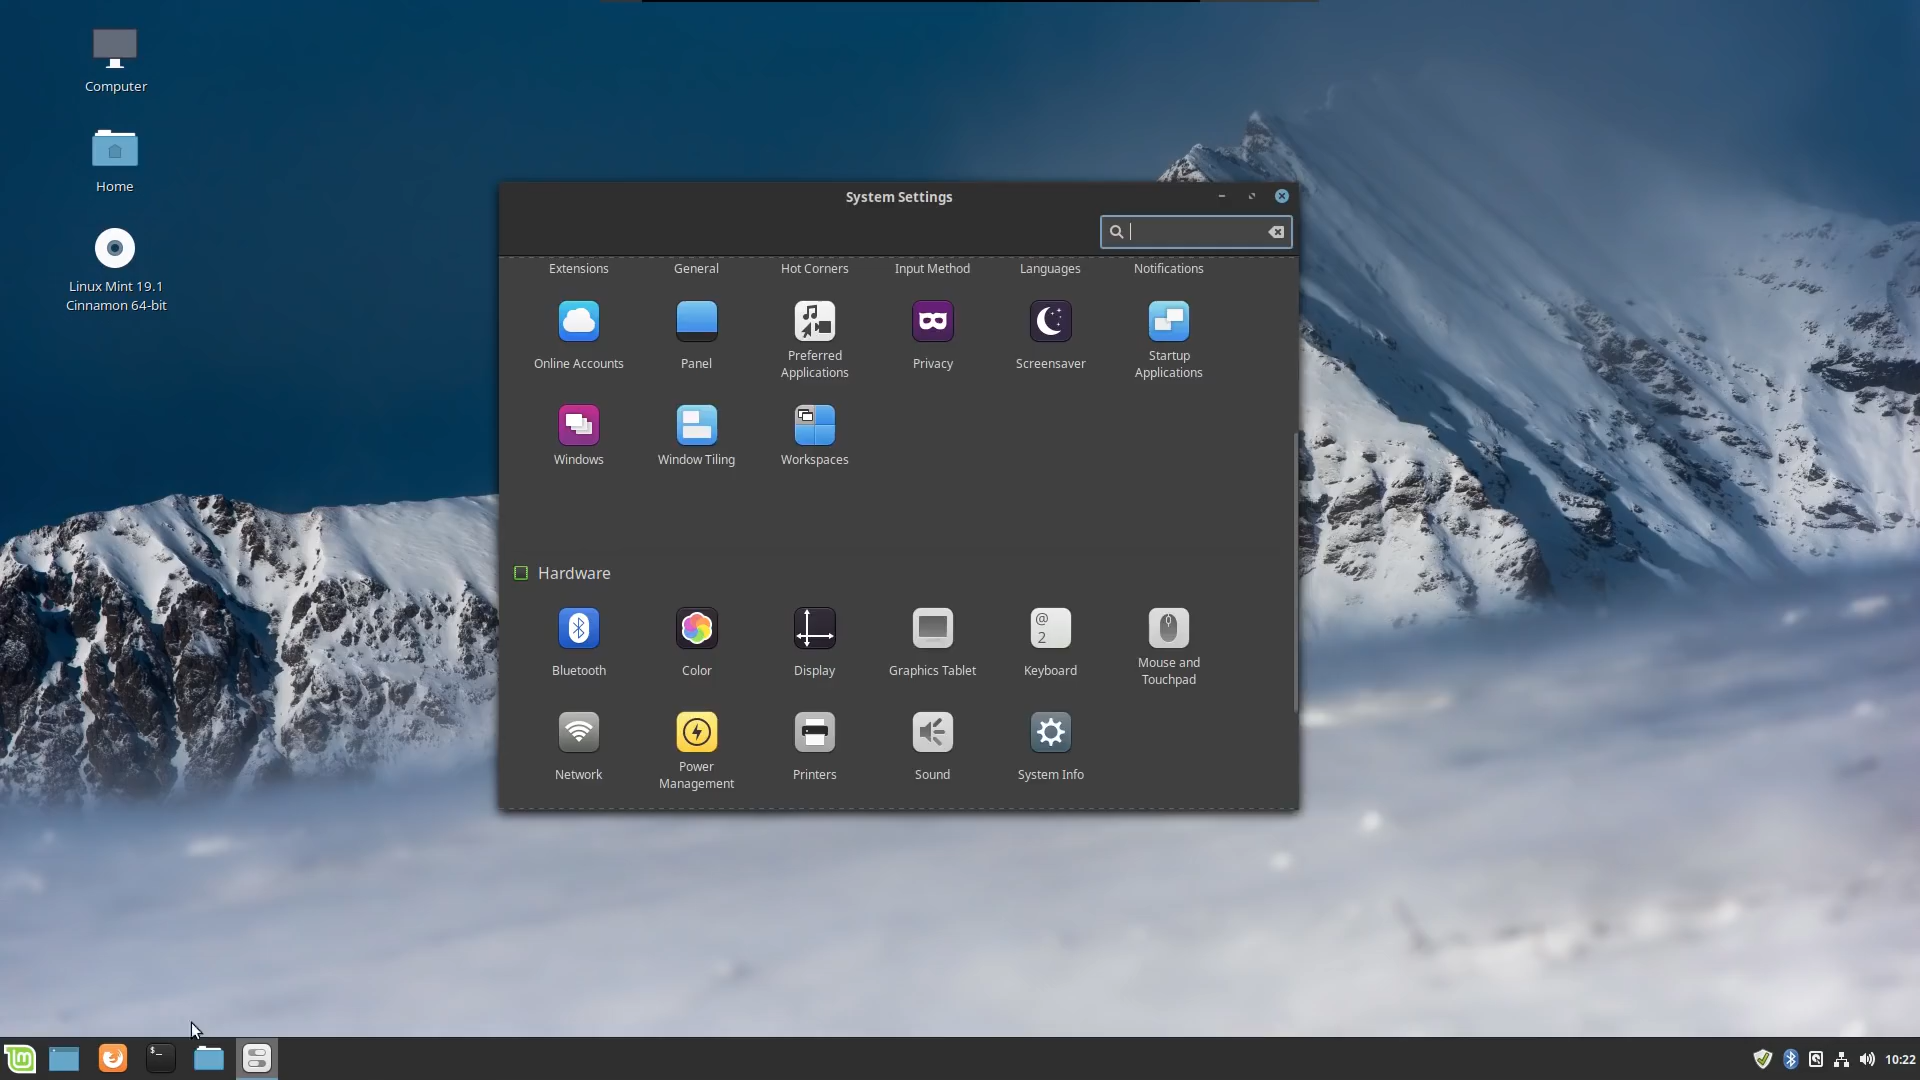 Computer
Home
Linux Mint 19.1
Cinnamon 64-bit
System Settings
Extensions
General
Hot Corners
Input Method
Languages
Notifications
Online Accounts
Panel
Preferred
Applications
Privacy
Screensaver
Startup
Applications
Windows
Window Tiling
Workspaces
Hardware
Bluetooth
Color
Display
Graphics Tablet
@
2
Keyboard
Mouse and
Touchpad
Network
Power
Management
Printers
Sound
System Info
$_
10:22